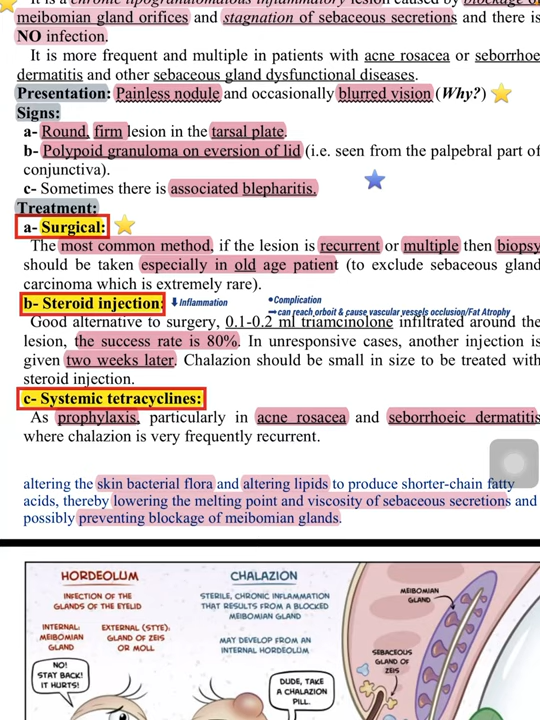 It is a chronic lipogranulomatous inflammatory lesion caused by blockage of
meibomian gland orifices and stagnation of sebaceous secretions and there is
NO infection.
It is more frequent and multiple in patients with acne rosacea or seborrhoe
dermatitis and other sebaceous gland dysfunctional diseases.
Presentation: Painless nodule and occasionally blurred vision (Why?)
Signs:
a- Round, firm lesion in the tarsal plate.
b- Polypoid granuloma on eversion of lid (i.e. seen from the palpebral part of
conjunctiva).
c- Sometimes there is associated blepharitis.
Treatment:
a- Surgical:
The most common method, if the lesion is recurrent or multiple then biopsy
should be taken especially in old age patient (to exclude sebaceous gland
carcinoma which is extremely rare).
b- Steroid injection: ⬇ Inflammation •Complication
➡can reach orbit & cause vascular vessels occlusion/Fat Atrophy
Good alternative to surgery, 0.1-0.2 ml triamcinolone infiltrated around the
lesion, the success rate is 80%. In unresponsive cases, another injection is
given two weeks later. Chalazion should be small in size to be treated with
steroid injection.
c- Systemic tetracyclines:
As prophylaxis, particularly in acne rosacea and seborrhoeic dermatitis
where chalazion is very frequently recurrent.
altering the skin bacterial flora and altering lipids to produce shorter-chain fatty
acids, thereby lowering the melting point and viscosity of sebaceous secretions and
possibly preventing blockage of meibomian glands.
HORDEOLUM
INFECTION OF THE
GLANDS OF THE EYELID
INTERNAL:
MEIBOMIAN
GLAND
EXTERNAL (STYE):
GLAND OF ZEIS
OR MOLL
NO!
STAY BACK!
IT HURTS!
CHALAZION
STERILE, CHRONIC INFLAMMATION
THAT RESULTS FROM A BLOCKED
MEIBOMIAN GLAND
MAY DEVELOP FROM AN
INTERNAL HORDEOLUM
DUDE, TAKE
A CHALAZION
PILL.
MEIBOMIAN
GLAND
SEBACEOUS
GLAND OF
ZEIS